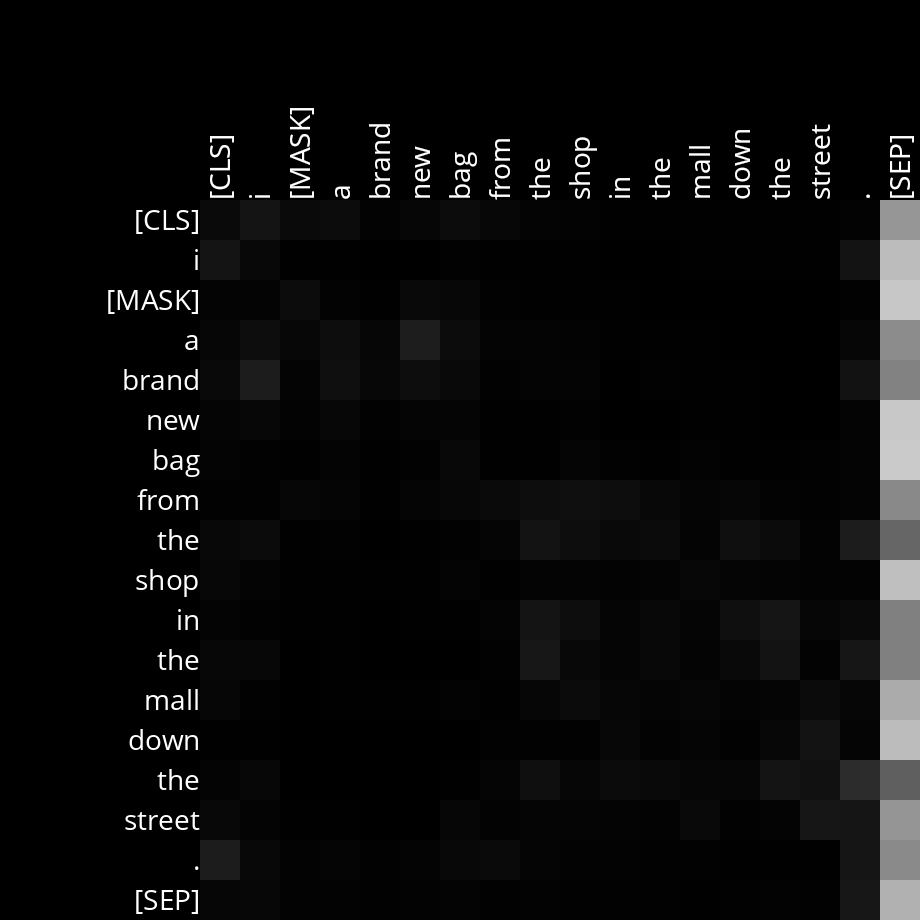 [CLS] i [MASK] a brand new bag from the shop in the mall down the street . [SEP]
[CLS]
i
[MASK]
a
brand
new
bag
from
the
shop
in
the
mall
down
the
street
.
[SEP]